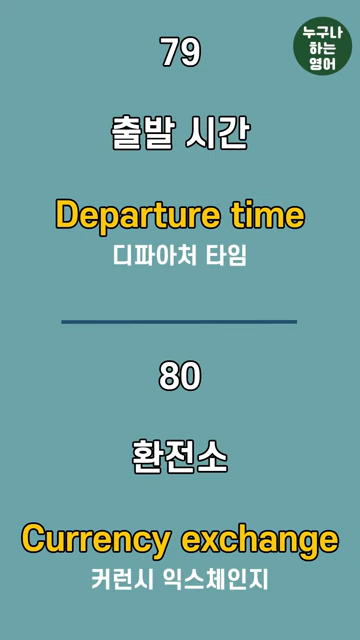 79
누구나
하는
영어
출발 시간
Departure time
디파아처 타임
80
환전소
Currency exchange
커런시 익스체인지